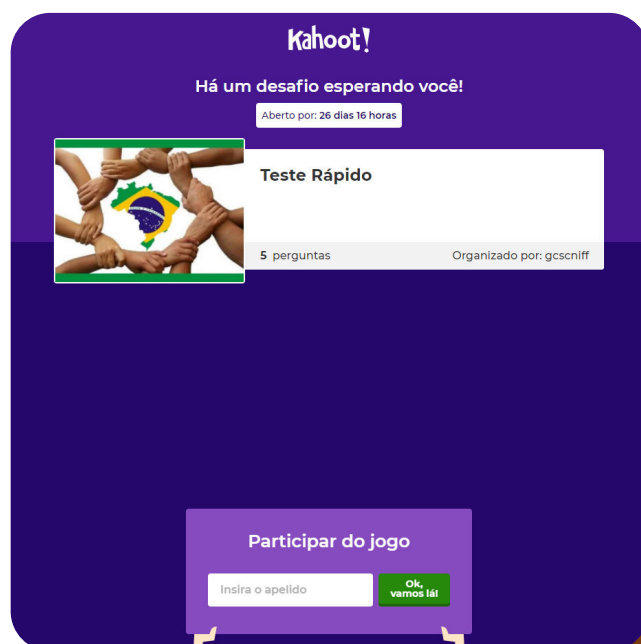 Kahoot!
Há um desafio esperando você!
Aberto por: 26 dias 16 horas
Teste Rápido
5 perguntas
Organizado por: gcscniff
Participar do jogo
Insira o apelido
Ok,
vamos lá!